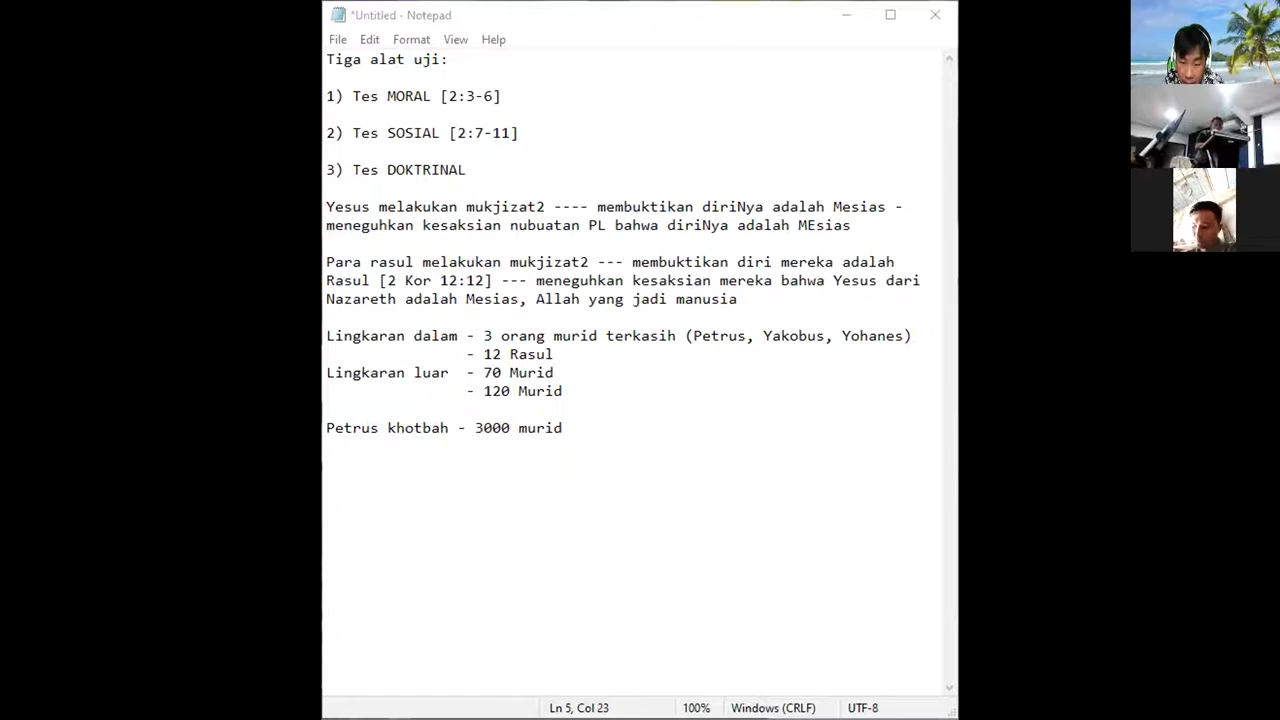 *Untitled - Notepad
File Edit Format View Help
Tiga alat uji:
1) Tes MORAL [2:3-6]
2) Tes SOSIAL [2:7-11]
3) Tes DOKTRINAL
Yesus melakukan mukjizat2 ---- membuktikan diriNya adalah Mesias -
meneguhkan kesaksian nubuatan PL bahwa diriNya adalah MEsias
Para rasul melakukan mukjizat2 --- membuktikan diri mereka adalah
Rasul [2 Kor 12:12] --- meneguhkan kesaksian mereka bahwa Yesus dari
Nazareth adalah Mesias, Allah yang jadi manusia
Lingkaran dalam - 3 orang murid terkasih (Petrus, Yakobus, Yohanes)
- 12 Rasul
Lingkaran luar - 70 Murid
- 120 Murid
Petrus khotbah - 3000 murid
Ln 5, Col 23 100% Windows (CRLF) UTF-8